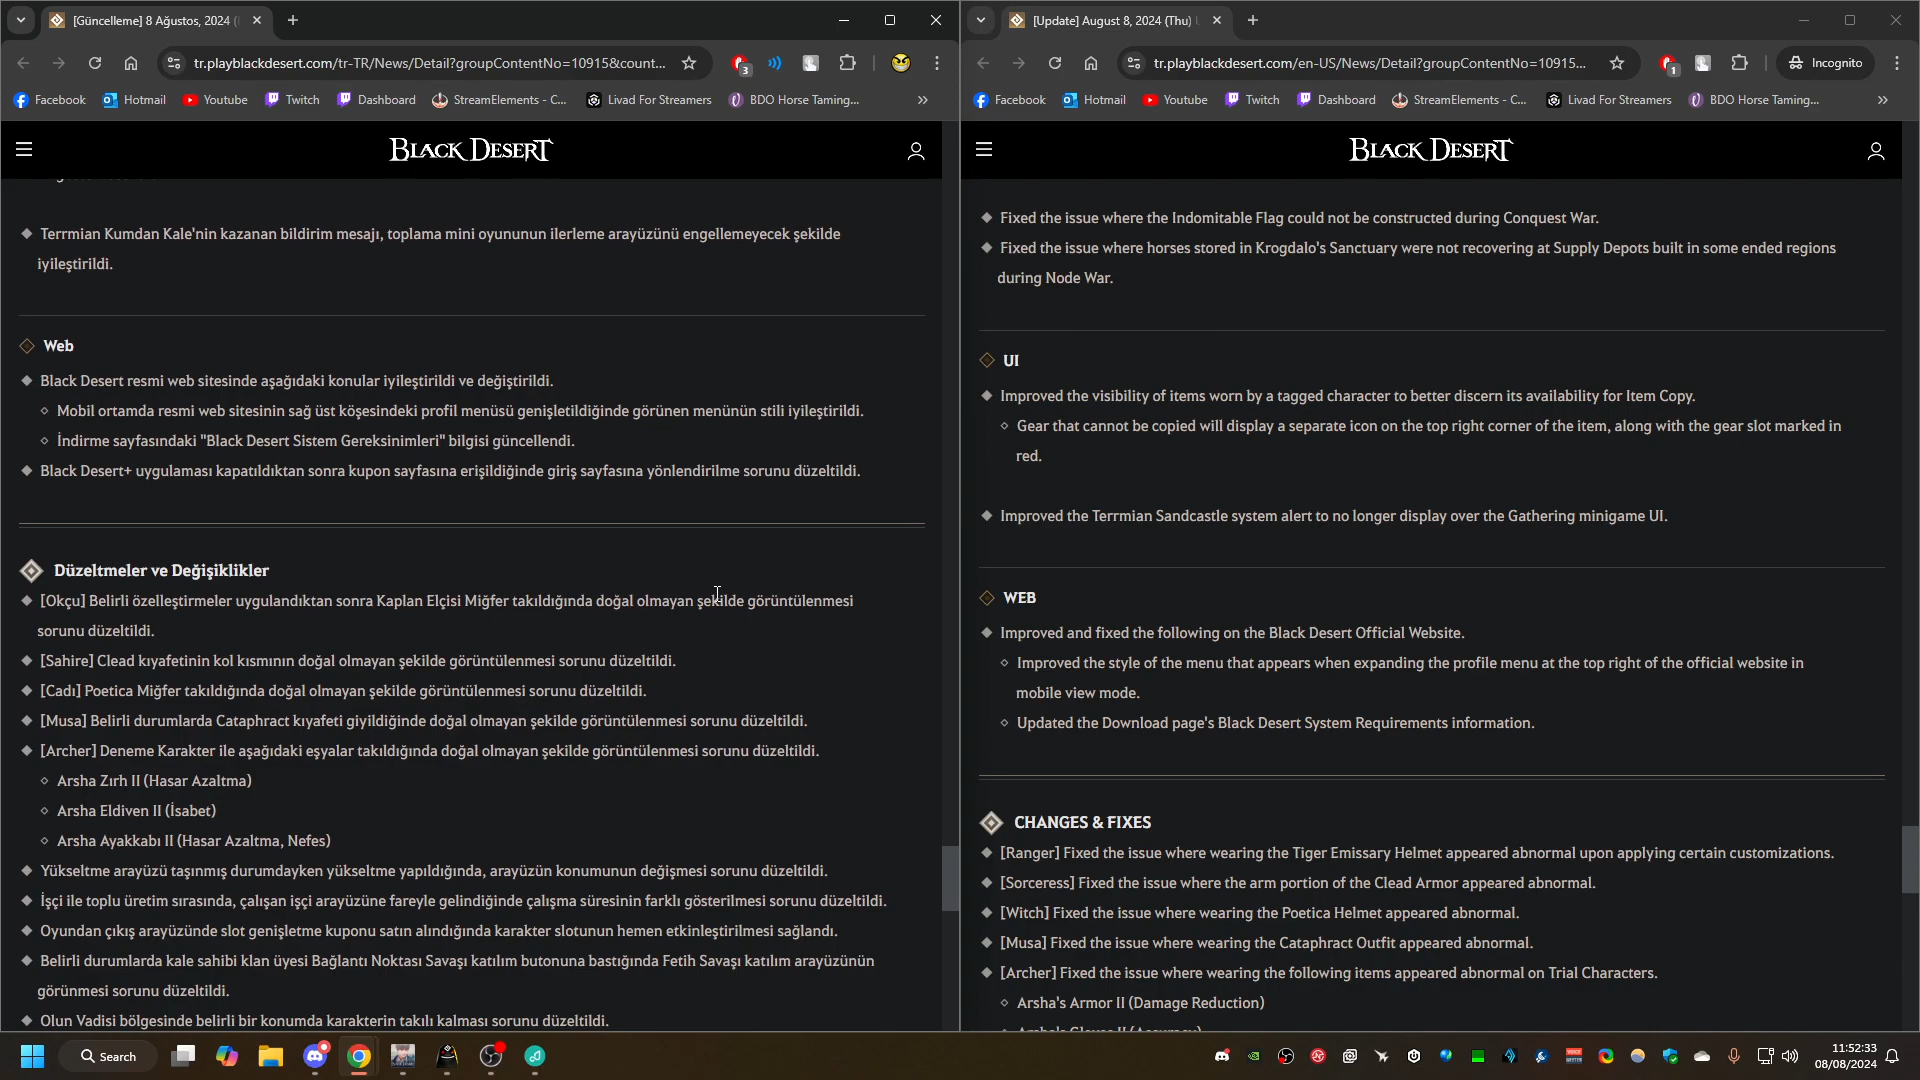 [Güncelleme] 8 Ağustos, 2024 (
tr.playblackdesert.com/tr-TR/News/Detail?groupContentNo=10915&count...
3
Facebook
Hotmail
Youtube
Twitch
Dashboard
StreamElements - C...
Livad For Streamers
BDO Horse Taming...
»
BLACK DESERT
Terrmian Kumdan Kale'nin kazanan bildirim mesajı, toplama mini oyununun ilerleme arayüzünü engellemeyecek şekilde
iyileştirildi.
Web
Black Desert resmi web sitesinde aşağıdaki konular iyileştirildi ve değiştirildi.
Mobil ortamda resmi web sitesinin sağ üst köşesindeki profil menüsü genişletildiğinde görünen menünün stili iyileştirildi.
İndirme sayfasındaki "Black Desert Sistem Gereksinimleri" bilgisi güncellendi.
Black Desert+ uygulaması kapatıldıktan sonra kupon sayfasına erişildiğinde giriş sayfasına yönlendirilme sorunu düzeltildi.
Düzeltmeler ve Değişiklikler
[Okçu] Belirli özelleştirmeler uygulandıktan sonra Kaplan Elçisi Miğfer takıldığında doğal olmayan şekilde görüntülenmesi
sorunu düzeltildi.
[Sahire] Clead kıyafetinin kol kısmının doğal olmayan şekilde görüntülenmesi sorunu düzeltildi.
[Cadı] Poetica Miğfer takıldığında doğal olmayan şekilde görüntülenmesi sorunu düzeltildi.
[Musa] Belirli durumlarda Cataphract kıyafeti giyildiğinde doğal olmayan şekilde görüntülenmesi sorunu düzeltildi.
[Archer] Deneme Karakter ile aşağıdaki eşyalar takıldığında doğal olmayan şekilde görüntülenmesi sorunu düzeltildi.
Arsha Zırh II (Hasar Azaltma)
Arsha Eldiven II (İsabet)
Arsha Ayakkabı II (Hasar Azaltma, Nefes)
Yükseltme arayüzü taşınmış durumdayken yükseltme yapıldığında, arayüzün konumunun değişmesi sorunu düzeltildi.
İşçi ile toplu üretim sırasında, çalışan işçi arayüzüne fareyle gelindiğinde çalışma süresinin farklı gösterilmesi sorunu düzeltildi.
Oyundan çıkış arayüzünde slot genişletme kuponu satın alındığında karakter slotunun hemen etkinleştirilmesi sağlandı.
Belirli durumlarda kale sahibi klan üyesi Bağlantı Noktası Savaşı katılım butonuna bastığında Fetih Savaşı katılım arayüzünün
görünmesi sorunu düzeltildi.
Olun Vadisi bölgesinde belirli bir konumda karakterin takılı kalması sorunu düzeltildi.
[Update] August 8, 2024 (Thu)
tr.playblackdesert.com/en-US/News/Detail?groupContentNo=10915...
1
Incognito
Facebook
Hotmail
Youtube
Twitch
Dashboard
StreamElements - C...
Livad For Streamers
BDO Horse Taming...
»
BLACK DESERT
Fixed the issue where the Indomitable Flag could not be constructed during Conquest War.
Fixed the issue where horses stored in Krogdalo's Sanctuary were not recovering at Supply Depots built in some ended regions
during Node War.
UI
Improved the visibility of items worn by a tagged character to better discern its availability for Item Copy.
Gear that cannot be copied will display a separate icon on the top right corner of the item, along with the gear slot marked in
red.
Improved the Terrmian Sandcastle system alert to no longer display over the Gathering minigame UI.
WEB
Improved and fixed the following on the Black Desert Official Website.
Improved the style of the menu that appears when expanding the profile menu at the top right of the official website in
mobile view mode.
Updated the Download page's Black Desert System Requirements information.
CHANGES & FIXES
[Ranger] Fixed the issue where wearing the Tiger Emissary Helmet appeared abnormal upon applying certain customizations.
[Sorceress] Fixed the issue where the arm portion of the Clead Armor appeared abnormal.
[Witch] Fixed the issue where wearing the Poetica Helmet appeared abnormal.
[Musa] Fixed the issue where wearing the Cataphract Outfit appeared abnormal.
[Archer] Fixed the issue where wearing the following items appeared abnormal on Trial Characters.
Arsha's Armor II (Damage Reduction)
Search
11:52:33
08/08/2024